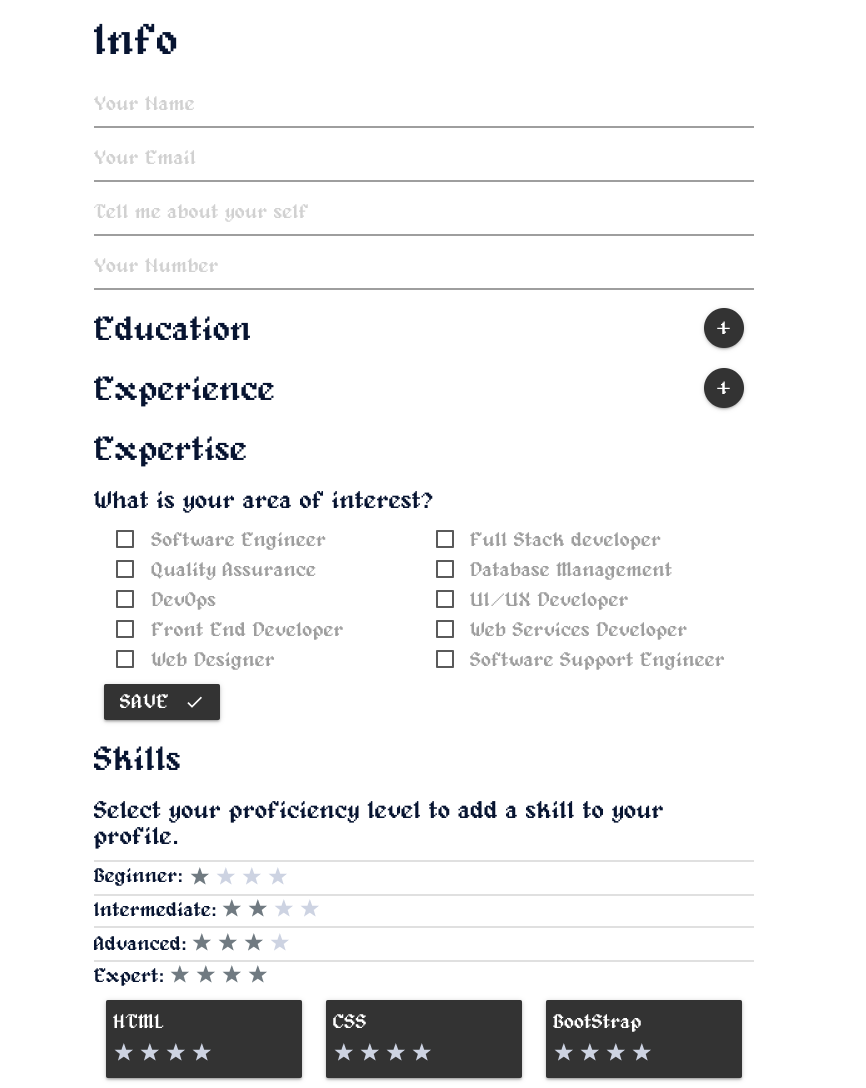 Info
Your Name
Your Email
Tell me about your self
Your Number
Education +
Experience +
Expertise
What is your area of interest?
Software Engineer
Full Stack developer
Quality Assurance
Database Management
DevOps
UI/UX Developer
Front End Developer
Web Services Developer
Web Designer
Software Support Engineer
SAVE ✓
Skills
Select your proficiency level to add a skill to your
profile.
Beginner: ★ ★ ★ ★
Intermediate: ★ ★ ★ ★
Advanced: ★ ★ ★ ★
Expert: ★ ★ ★ ★
HTML
★ ★ ★ ★
CSS
★ ★ ★ ★
BootStrap
★ ★ ★ ★